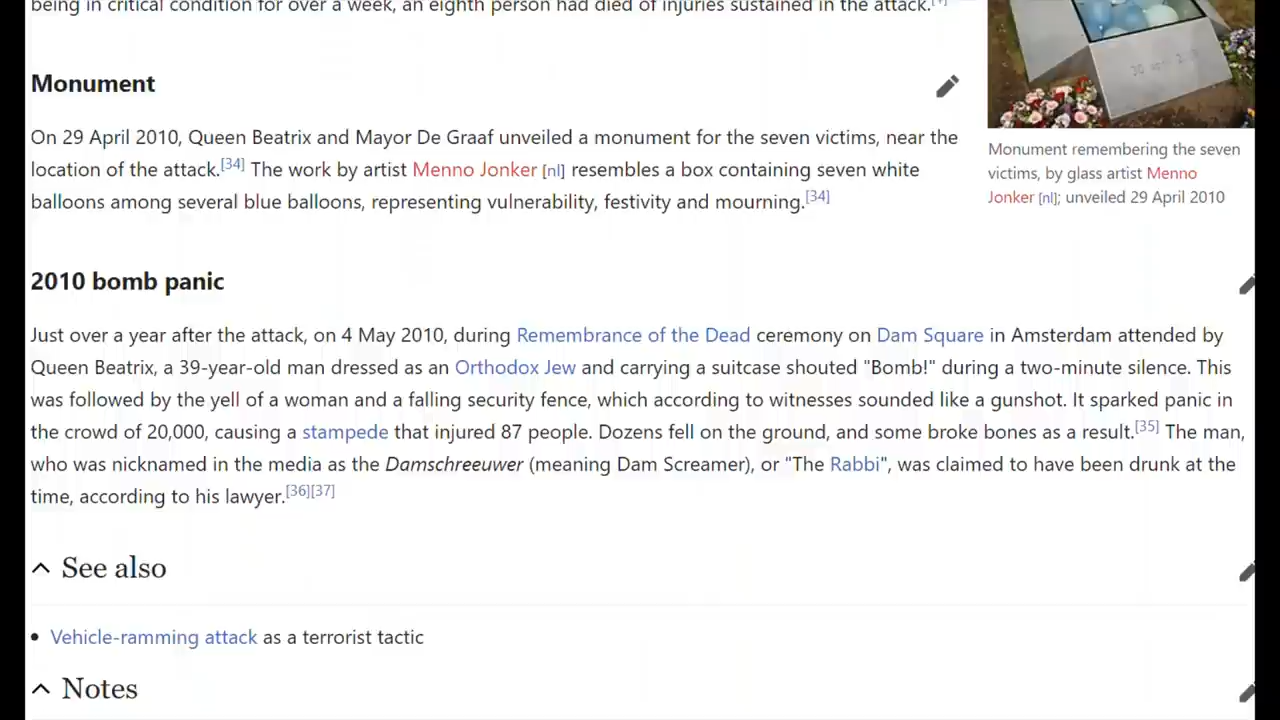 being in critical condition for over a week, an eighth person had died of injuries sustained in the attack.
Monument
On 29 April 2010, Queen Beatrix and Mayor De Graaf unveiled a monument for the seven victims, near the
location of the attack.[34] The work by artist Menno Jonker [nl] resembles a box containing seven white
balloons among several blue balloons, representing vulnerability, festivity and mourning.[34]
Monument remembering the seven
victims, by glass artist Menno
Jonker [nl]; unveiled 29 April 2010
2010 bomb panic
Just over a year after the attack, on 4 May 2010, during Remembrance of the Dead ceremony on Dam Square in Amsterdam attended by
Queen Beatrix, a 39-year-old man dressed as an Orthodox Jew and carrying a suitcase shouted "Bomb!" during a two-minute silence. This
was followed by the yell of a woman and a falling security fence, which according to witnesses sounded like a gunshot. It sparked panic in
the crowd of 20,000, causing a stampede that injured 87 people. Dozens fell on the ground, and some broke bones as a result.[35] The man,
who was nicknamed in the media as the Damschreeuwer (meaning Dam Screamer), or "The Rabbi", was claimed to have been drunk at the
time, according to his lawyer.[36][37]
See also
• Vehicle-ramming attack as a terrorist tactic
Notes